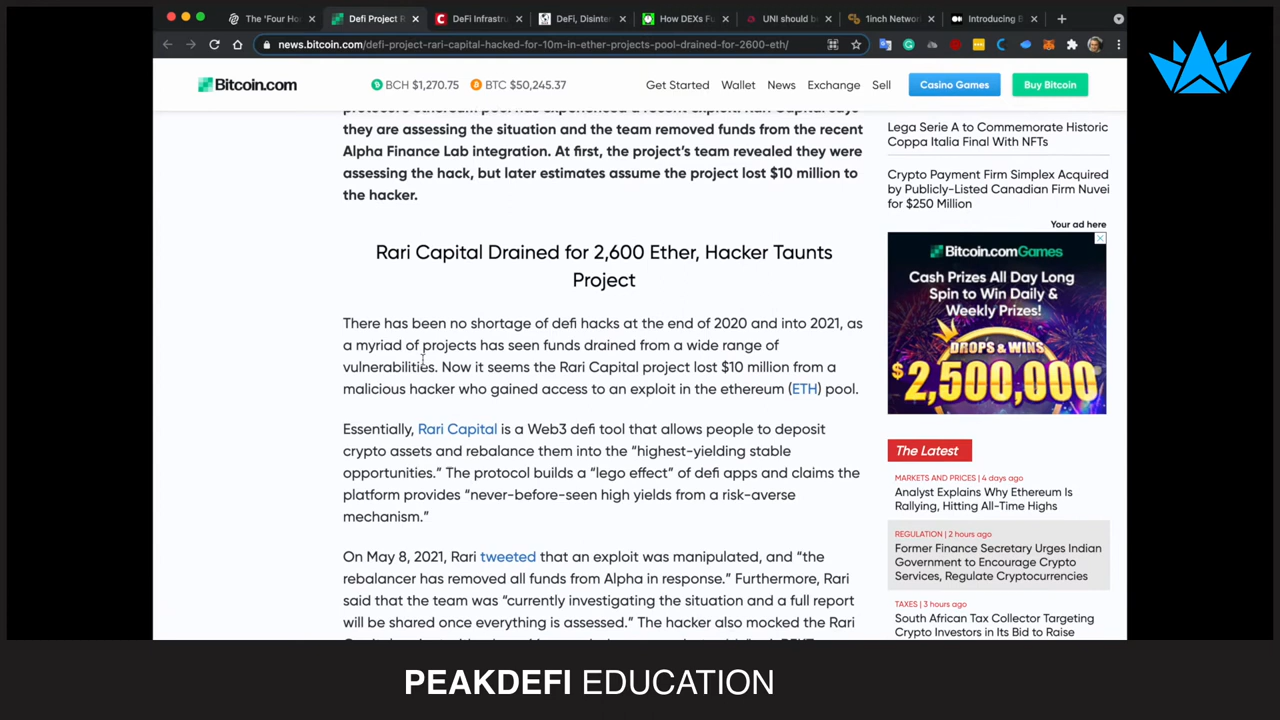 The 'Four Ho
Defi Project R
DeFi Infrastru
DeFi, Disinter
How DEXs Fu
UNI should be
1inch Networ
Introducing B
news.bitcoin.com/defi-project-rari-capital-hacked-for-10m-in-ether-projects-pool-drained-for-2600-eth/
Bitcoin.com
BCH $1,270.75
BTC $50,245.37
Get Started
Wallet
News
Exchange
Sell
Casino Games
Buy Bitcoin
they are assessing the situation and the team removed funds from the recent
Alpha Finance Lab integration. At first, the project's team revealed they were
assessing the hack, but later estimates assume the project lost $10 million to
the hacker.
Rari Capital Drained for 2,600 Ether, Hacker Taunts
Project
There has been no shortage of defi hacks at the end of 2020 and into 2021, as
a myriad of projects has seen funds drained from a wide range of
vulnerabilities. Now it seems the Rari Capital project lost $10 million from a
malicious hacker who gained access to an exploit in the ethereum (ETH) pool.
Essentially, Rari Capital is a Web3 defi tool that allows people to deposit
crypto assets and rebalance them into the “highest-yielding stable
opportunities.” The protocol builds a “lego effect” of defi apps and claims the
platform provides “never-before-seen high yields from a risk-averse
mechanism.”
On May 8, 2021, Rari tweeted that an exploit was manipulated, and “the
rebalancer has removed all funds from Alpha in response.” Furthermore, Rari
said that the team was “currently investigating the situation and a full report
will be shared once everything is assessed.” The hacker also mocked the Rari
Lega Serie A to Commemorate Historic
Coppa Italia Final With NFTs
Crypto Payment Firm Simplex Acquired
by Publicly-Listed Canadian Firm Nuvei
for $250 Million
Your ad here
Bitcoin.comGames
Cash Prizes All Day Long
Spin to Win Daily &
Weekly Prizes!
DROPS & WINS
$2,500,000
The Latest
MARKETS AND PRICES | 4 days ago
Analyst Explains Why Ethereum Is
Rallying, Hitting All-Time Highs
REGULATION | 2 hours ago
Former Finance Secretary Urges Indian
Government to Encourage Crypto
Services, Regulate Cryptocurrencies
TAXES | 3 hours ago
South African Tax Collector Targeting
Crypto Investors in Its Bid to Raise
PEAKDEFI EDUCATION